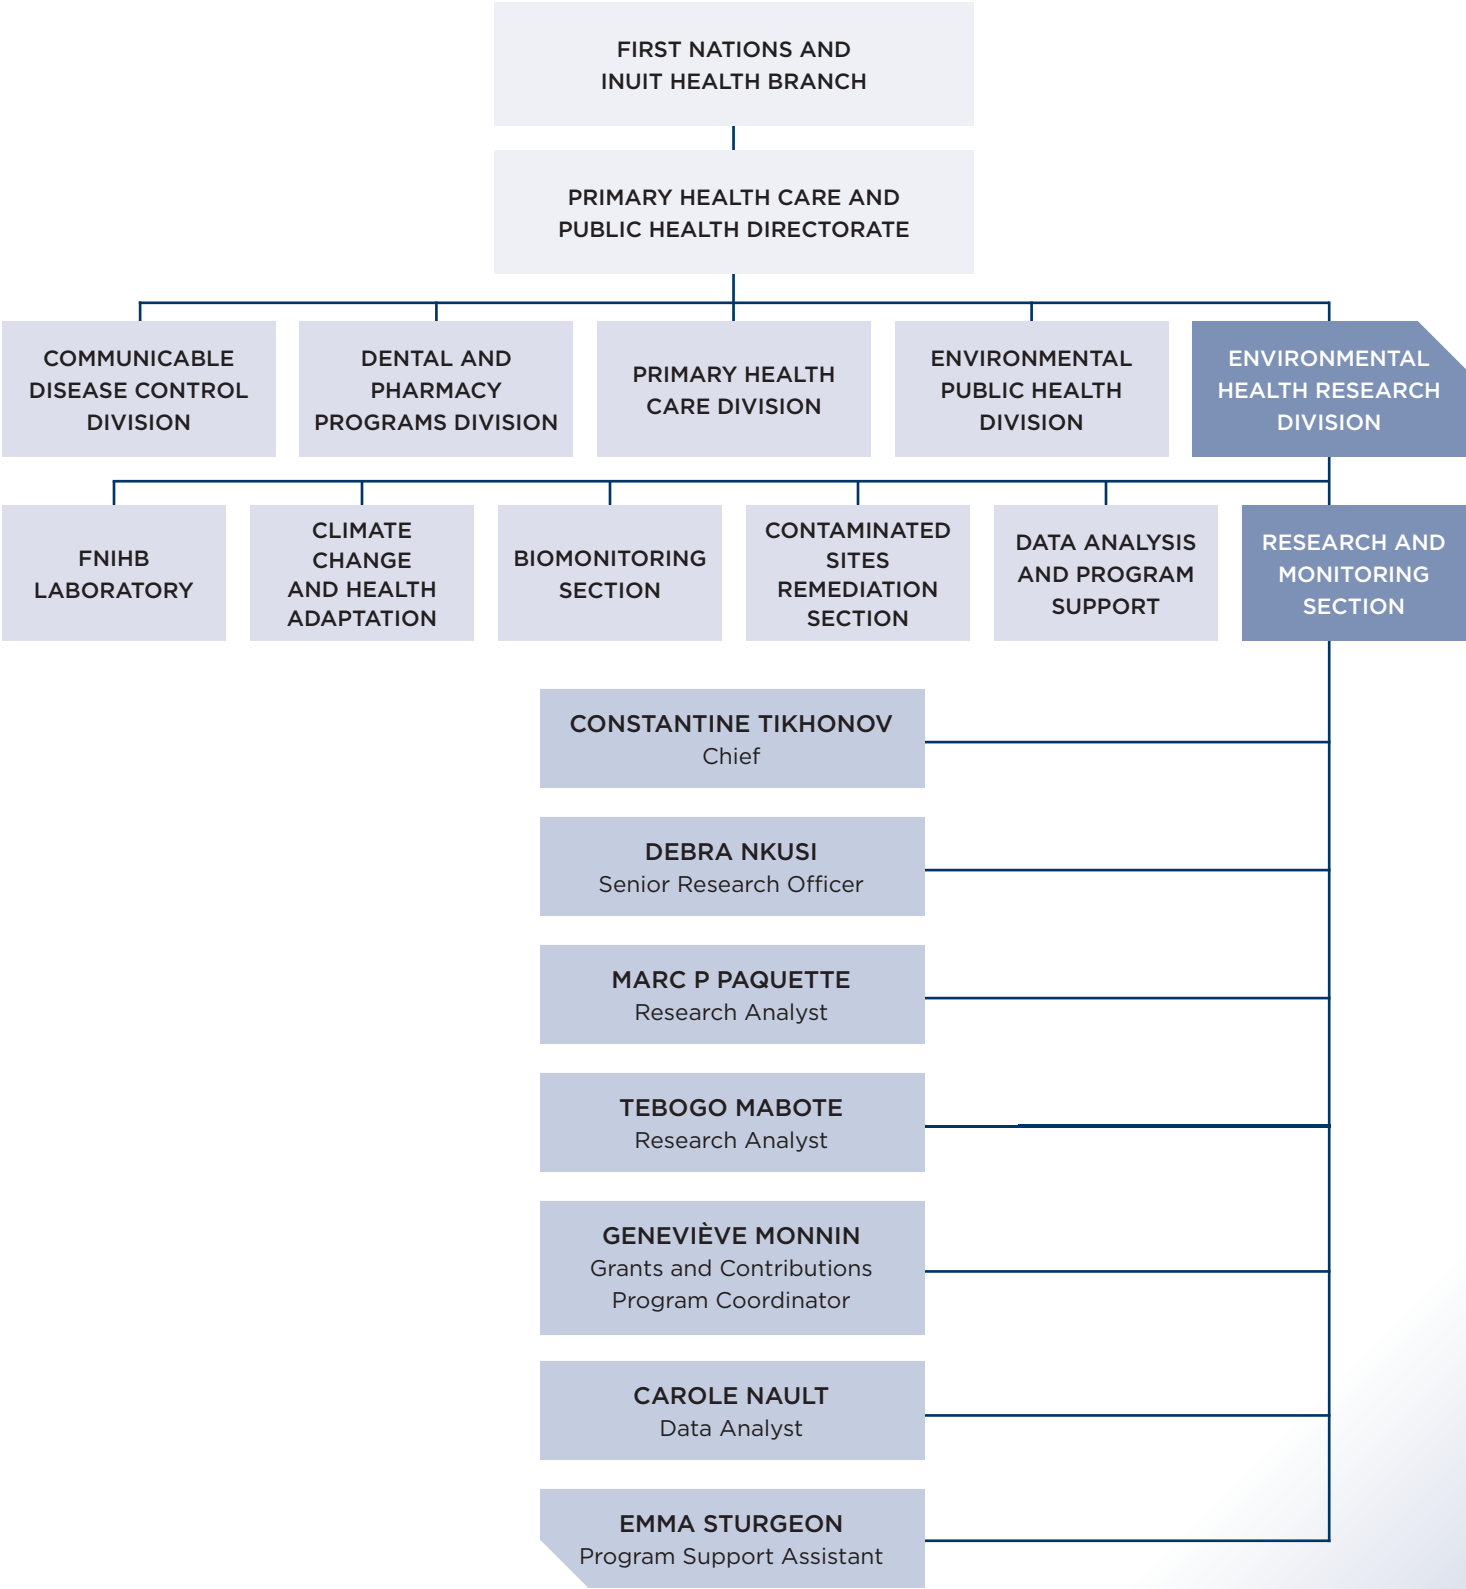 FIRST NATIONS AND
INUIT HEALTH BRANCH
PRIMARY HEALTH CARE AND
PUBLIC HEALTH DIRECTORATE
COMMUNICABLE
DISEASE CONTROL
DIVISION
DENTAL AND
PHARMACY
PROGRAMS DIVISION
PRIMARY HEALTH
CARE DIVISION
ENVIRONMENTAL
PUBLIC HEALTH
DIVISION
ENVIRONMENTAL
HEALTH RESEARCH
DIVISION
FNIHB
LABORATORY
CLIMATE
CHANGE
AND HEALTH
ADAPTATION
BIOMONITORING
SECTION
CONTAMINATED
SITES
REMEDIATION
SECTION
DATA ANALYSIS
AND PROGRAM
SUPPORT
RESEARCH AND
MONITORING
SECTION
CONSTANTINE TIKHONOV
Chief
DEBRA NKUSI
Senior Research Officer
MARC P PAQUETTE
Research Analyst
TEBOGO MABOTE
Research Analyst
GENEVIÈVE MONNIN
Grants and Contributions
Program Coordinator
CAROLE NAULT
Data Analyst
EMMA STURGEON
Program Support Assistant